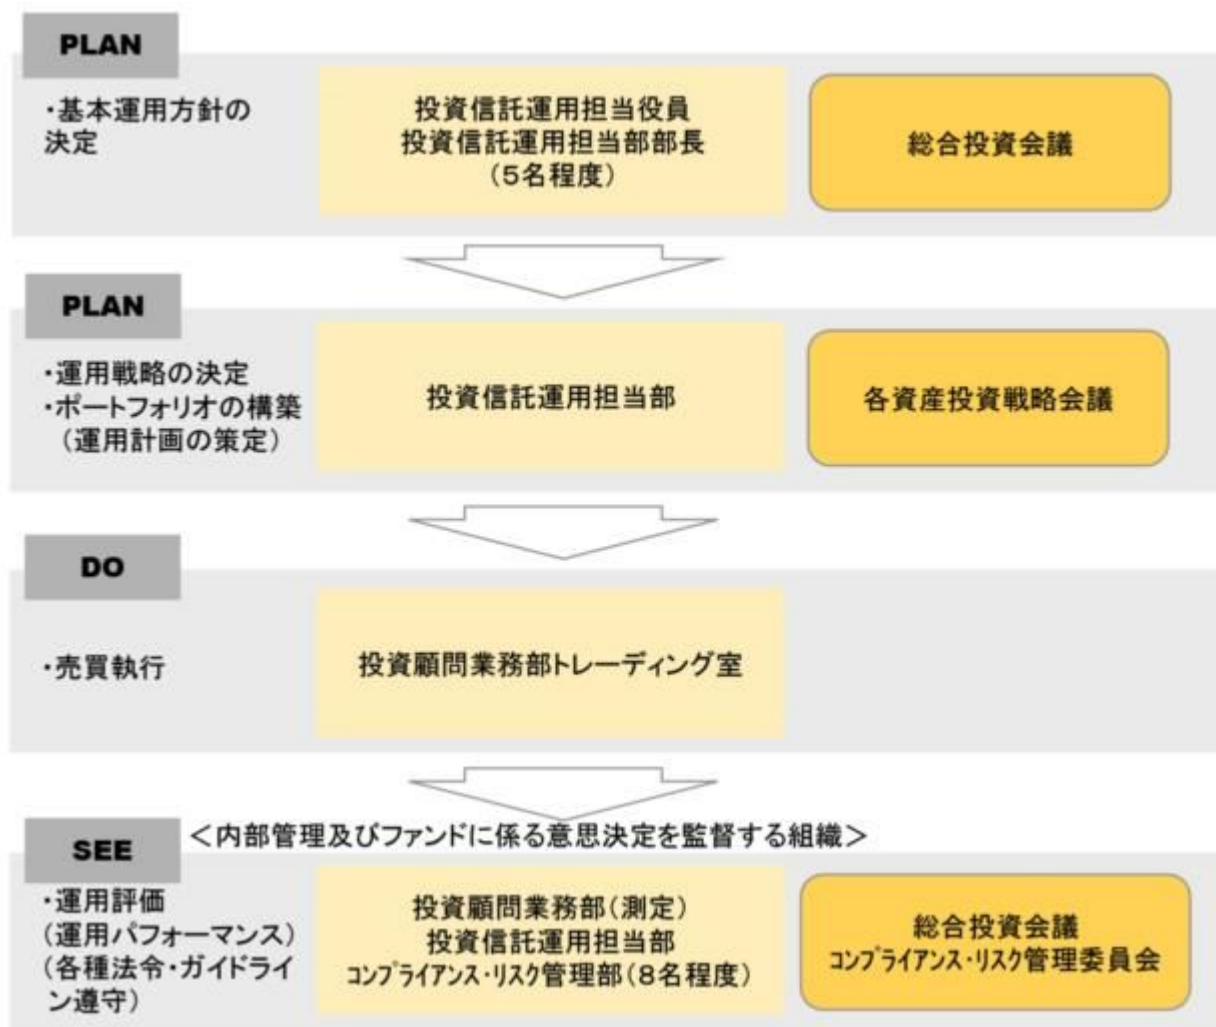 PLAN
・基本運用方針の
決定
投資信託運用担当役員
投資信託運用担当部部長
(5名程度)
総合投資会議
PLAN
・運用戦略の決定
・ポートフォリオの構築
(運用計画の策定)
投資信託運用担当部
各資産投資戦略会議
DO
・売買執行
投資顧問業務部トレーディング室
SEE
＜内部管理及びファンドに係る意思決定を監督する組織＞
・運用評価
(運用パフォーマンス)
(各種法令・ガイドライ
ン遵守)
投資顧問業務部(測定)
投資信託運用担当部
ｺﾝﾌﾟﾗｲｱﾝｽ・ﾘｽｸ管理部(8名程度)
総合投資会議
ｺﾝﾌﾟﾗｲｱﾝｽ・ﾘｽｸ管理委員会